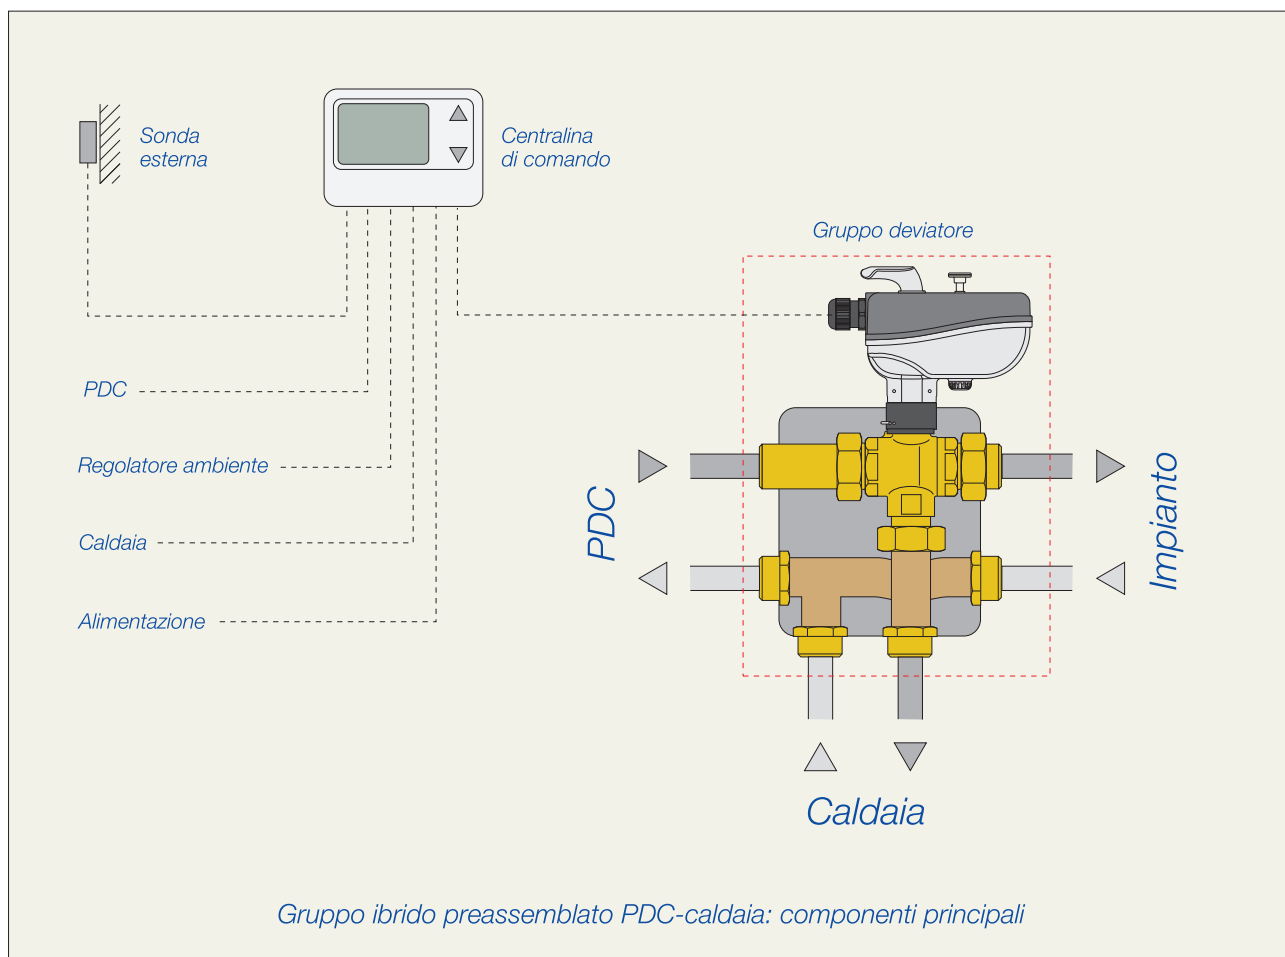 Sonda
esterna
Centralina
di comando
Gruppo deviatore
PDC
Regolatore ambiente
Caldaia
Alimentazione
PDC
Impianto
Caldaia
Gruppo ibrido preassemblato PDC-caldaia: componenti principali